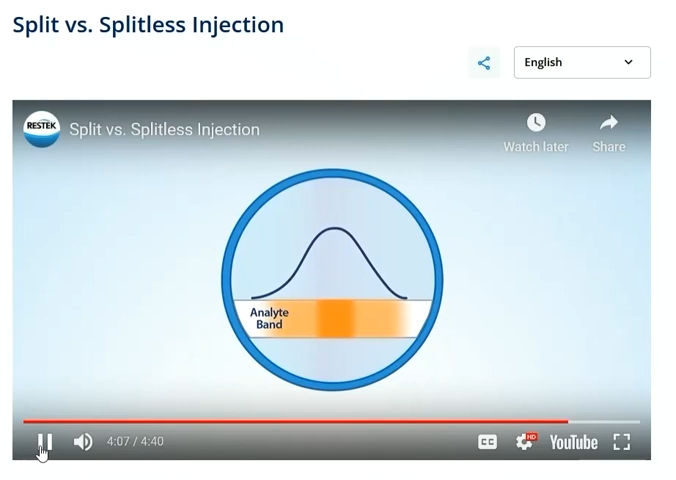 Split vs. Splitless Injection
English
RESTEK
Split vs. Splitless Injection
Watch later
Share
Analyte
Band
4:07 / 4:40
CC
HD
YouTube